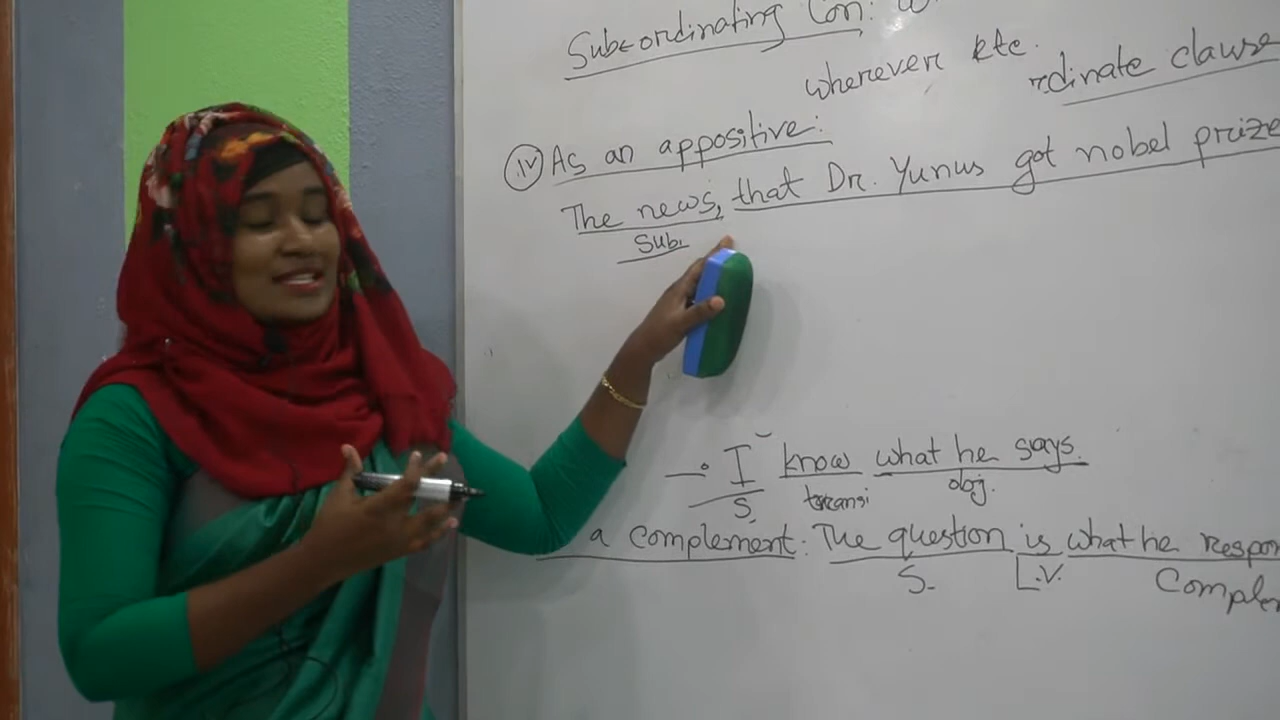 Subcordinating Con:
wherever etc.
rdinate clause
iv As an appositive:
The news, that Dr. Yunus got nobel prize
Sub.
I know what he says.
S. transi obj.
a complement: The question is what he Respon
S. L.V. Complem